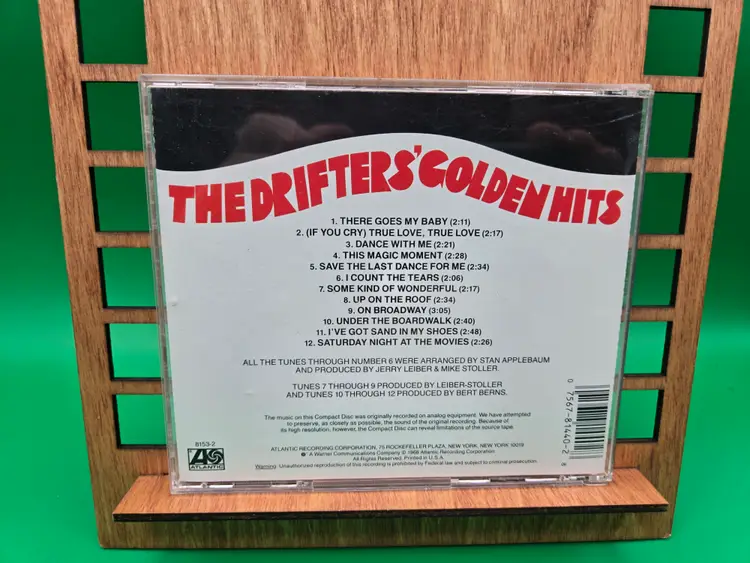 THE DRIFTERS' GOLDEN HITS
1. THERE GOES MY BABY (2:11)
2. (IF YOU CRY) TRUE LOVE, TRUE LOVE (2:17)
3. DANCE WITH ME (2:21)
4. THIS MAGIC MOMENT (2:28)
5. SAVE THE LAST DANCE FOR ME (2:34)
6. I COUNT THE TEARS (2:06)
7. SOME KIND OF WONDERFUL (2:17)
8. UP ON THE ROOF (2:34)
9. ON BROADWAY (3:05)
10. UNDER THE BOARDWALK (2:40)
11. I'VE GOT SAND IN MY SHOES (2:48)
12. SATURDAY NIGHT AT THE MOVIES (2:26)
ALL THE TUNES THROUGH NUMBER 6 WERE ARRANGED BY STAN APPLEBAUM
AND PRODUCED BY JERRY LEIBER & MIKE STOLLER.
TUNES 7 THROUGH 9 PRODUCED BY LEIBER-STOLLER
AND TUNES 10 THROUGH 12 PRODUCED BY BERT BERNS.
The music on this Compact Disc was originally recorded on analog equipment. We have attempted
to preserve, as closely as possible, the sound of the original recording. Because of
its high resolution, however, the Compact Disc can reveal limitations of the source tape.
8153-2
ATLANTIC
ATLANTIC RECORDING CORPORATION, 75 ROCKEFELLER PLAZA, NEW YORK, NEW YORK 10019
A Warner Communications Company © 1968 Atlantic Recording Corporation
All Rights Reserved. Printed in U.S.A.
Warning: Unauthorized reproduction of this recording is prohibited by Federal law and subject to criminal prosecution.
0 7567-81440-2